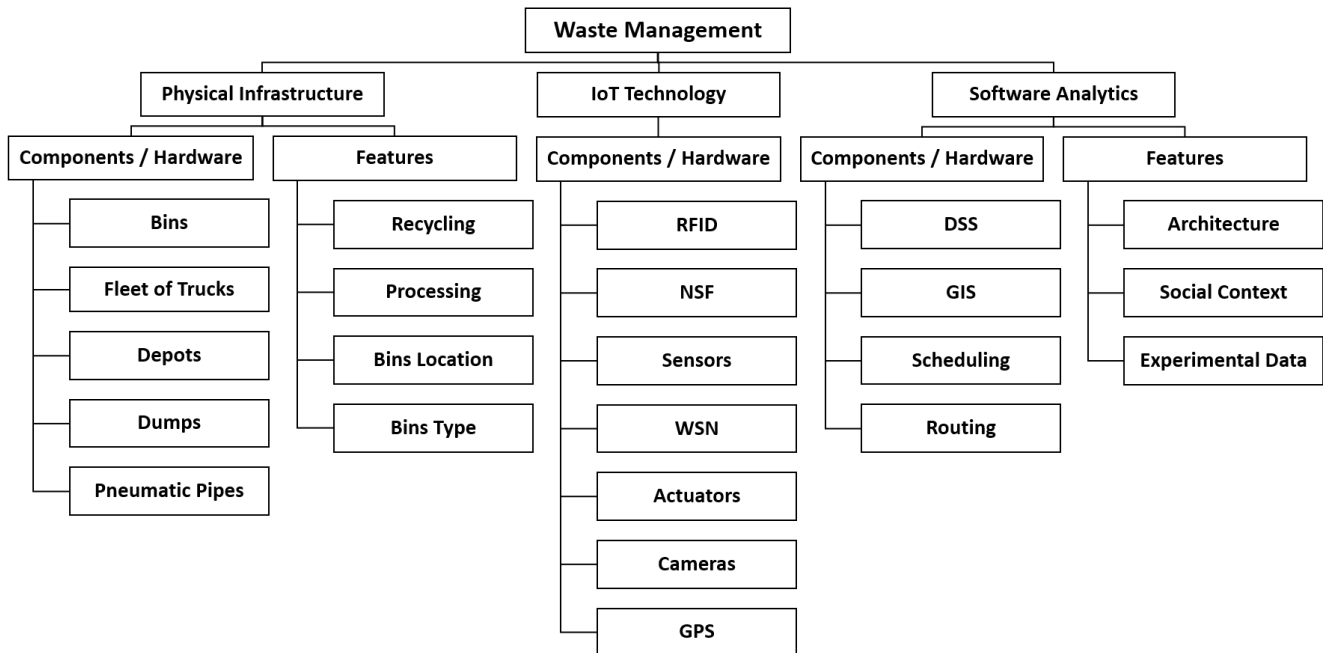 Waste Management
Physical Infrastructure
IoT Technology
Software Analytics
Components / Hardware
Features
Components / Hardware
Components / Hardware
Features
Bins
Fleet of Trucks
Depots
Dumps
Pneumatic Pipes
Recycling
Processing
Bins Location
Bins Type
RFID
NSF
Sensors
WSN
Actuators
Cameras
GPS
DSS
GIS
Scheduling
Routing
Architecture
Social Context
Experimental Data